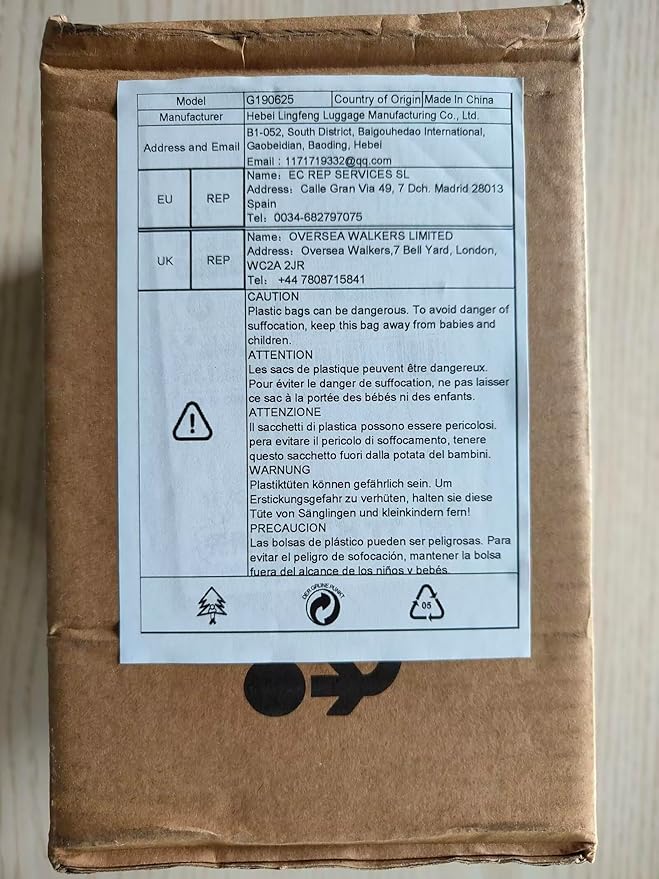 Model G190625 Country of Origin Made In China
Manufacturer Hebei Lingfeng Luggage Manufacturing Co., Ltd.
Address and Email
B1-052, South District, Baigouhedao International,
Gaobeidian, Baoding, Hebei
Email：1171719332@qq.com
EU REP
Name： EC REP SERVICES SL
Address： Calle Gran Via 49, 7 Dch. Madrid 28013
Spain
Tel： 0034-682797075
UK REP
Name： OVERSEA WALKERS LIMITED
Address： Oversea Walkers,7 Bell Yard, London,
WC2A 2JR
Tel： +44 7808715841
CAUTION
Plastic bags can be dangerous. To avoid danger of
suffocation, keep this bag away from babies and
children.
ATTENTION
Les sacs de plastique peuvent être dangereux.
Pour éviter le danger de suffocation, ne pas laisser
ce sac à la portée des bébés ni des enfants.
ATTENZIONE
Il sacchetti di plastica possono essere pericolosi.
pera evitare il pericolo di soffocamento, tenere
questo sacchetto fuori dalla potata del bambini.
WARNUNG
Plastiktüten können gefährlich sein. Um
Erstickungsgefahr zu verhüten, halten sie diese
Tüte von Sänglingen und kleinkindern fern!
PRECAUCION
Las bolsas de plástico pueden ser peligrosas. Para
evitar el peligro de sofocación, mantener la bolsa
fuera del alcance de los niños y bebés
DER GRÜNE PUNKT
05